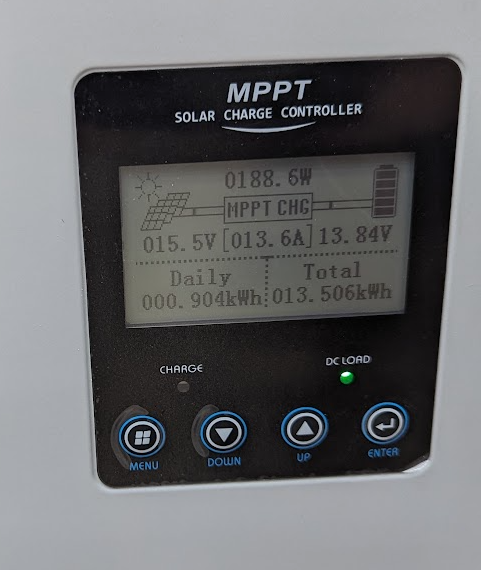 MPPT
SOLAR CHARGE CONTROLLER
0188.6W
MPPT CHG
015.5V[013.6A]13.84V
Daily Total
000.904kWh 013.506kWh
CHARGE DC LOAD
MENU DOWN UP ENTER